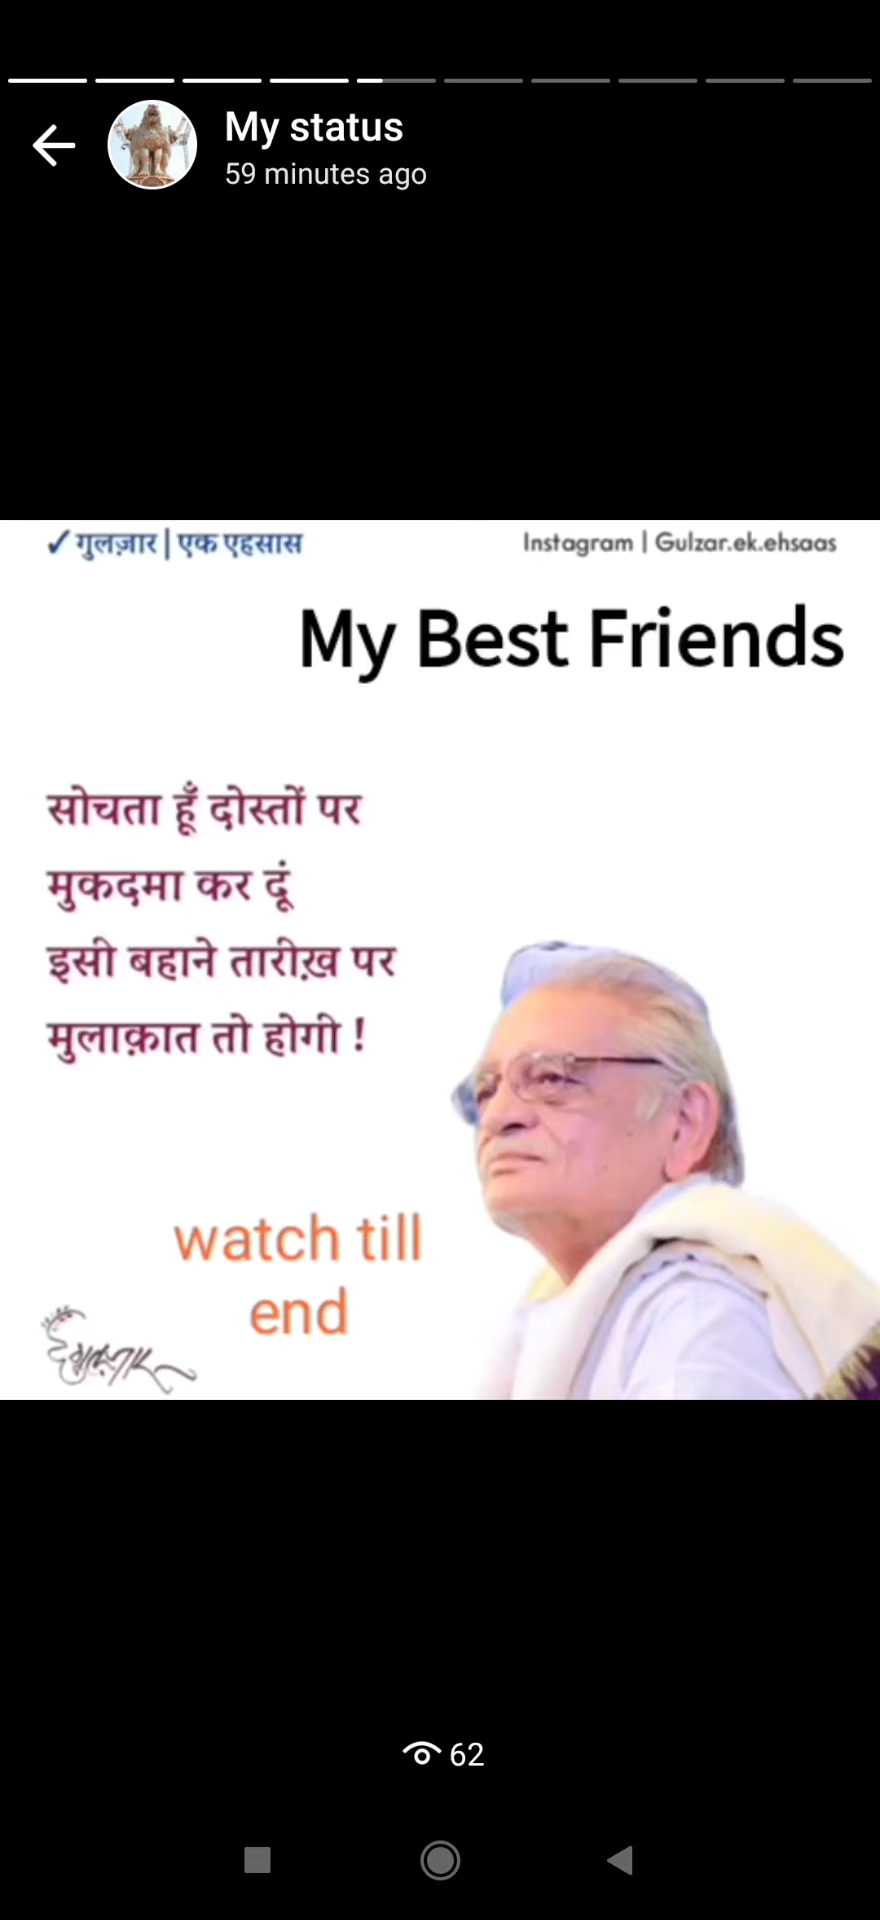 My status
59 minutes ago
✓ गुलज़ार | एक एहसास
Instagram | Gulzar.ek.ehsaas
My Best Friends
सोचता हूँ दोस्तों पर
मुकदमा कर दूं
इसी बहाने तारीख़ पर
मुलाक़ात तो होगी !
watch till
end
62